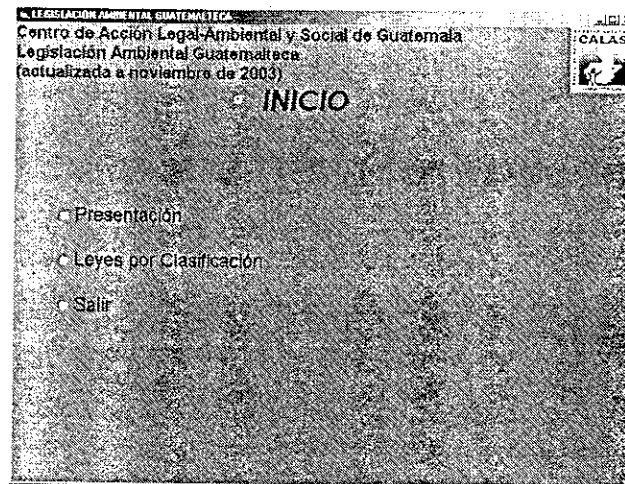 LEGISLACION AMBIENTAL GUATEMALTECA
Centro de Acción Legal-Ambiental y Social de Guatemala
Legislación Ambiental Guatemalteca
(actualizada a noviembre de 2003)
CALAS
INICIO
Presentación
Leyes por Clasificación
Salir